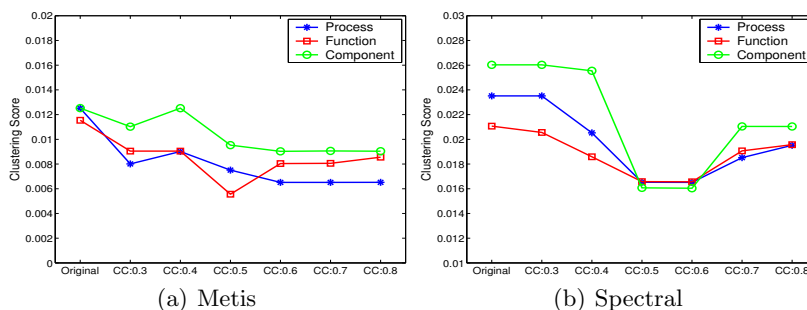 0.02
0.018
0.016
0.014
0.012
0.01
0.008
0.006
0.004
0.002
0
Clustering Score
Process
Function
Component
Original CC:0.3 CC:0.4 CC:0.5 CC:0.6 CC:0.7 CC:0.8
(a) Metis
0.03
0.028
0.026
0.024
0.022
0.02
0.018
0.016
0.014
0.012
0.01
Clustering Score
Process
Function
Component
Original CC:0.3 CC:0.4 CC:0.5 CC:0.6 CC:0.7 CC:0.8
(b) Spectral